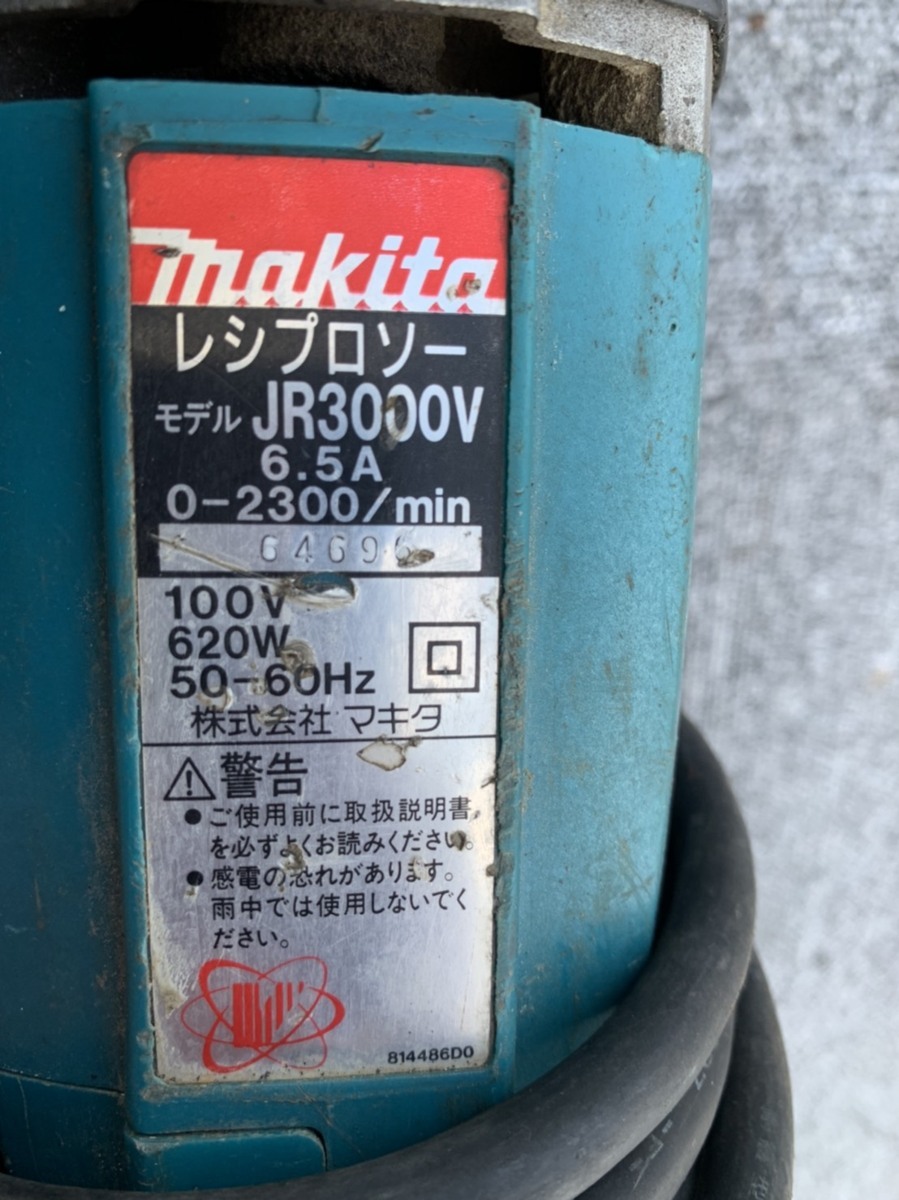 makita
レシプロソー
モデル JR3000V
6.5A
0-2300/min
64696
100V
620W
50-60Hz
株式会社 マキタ
警告
●ご使用前に取扱説明書
を必ずよくお読みください。
●感電の恐れがあります。
雨中では使用しないでく
ださい。
814486D0